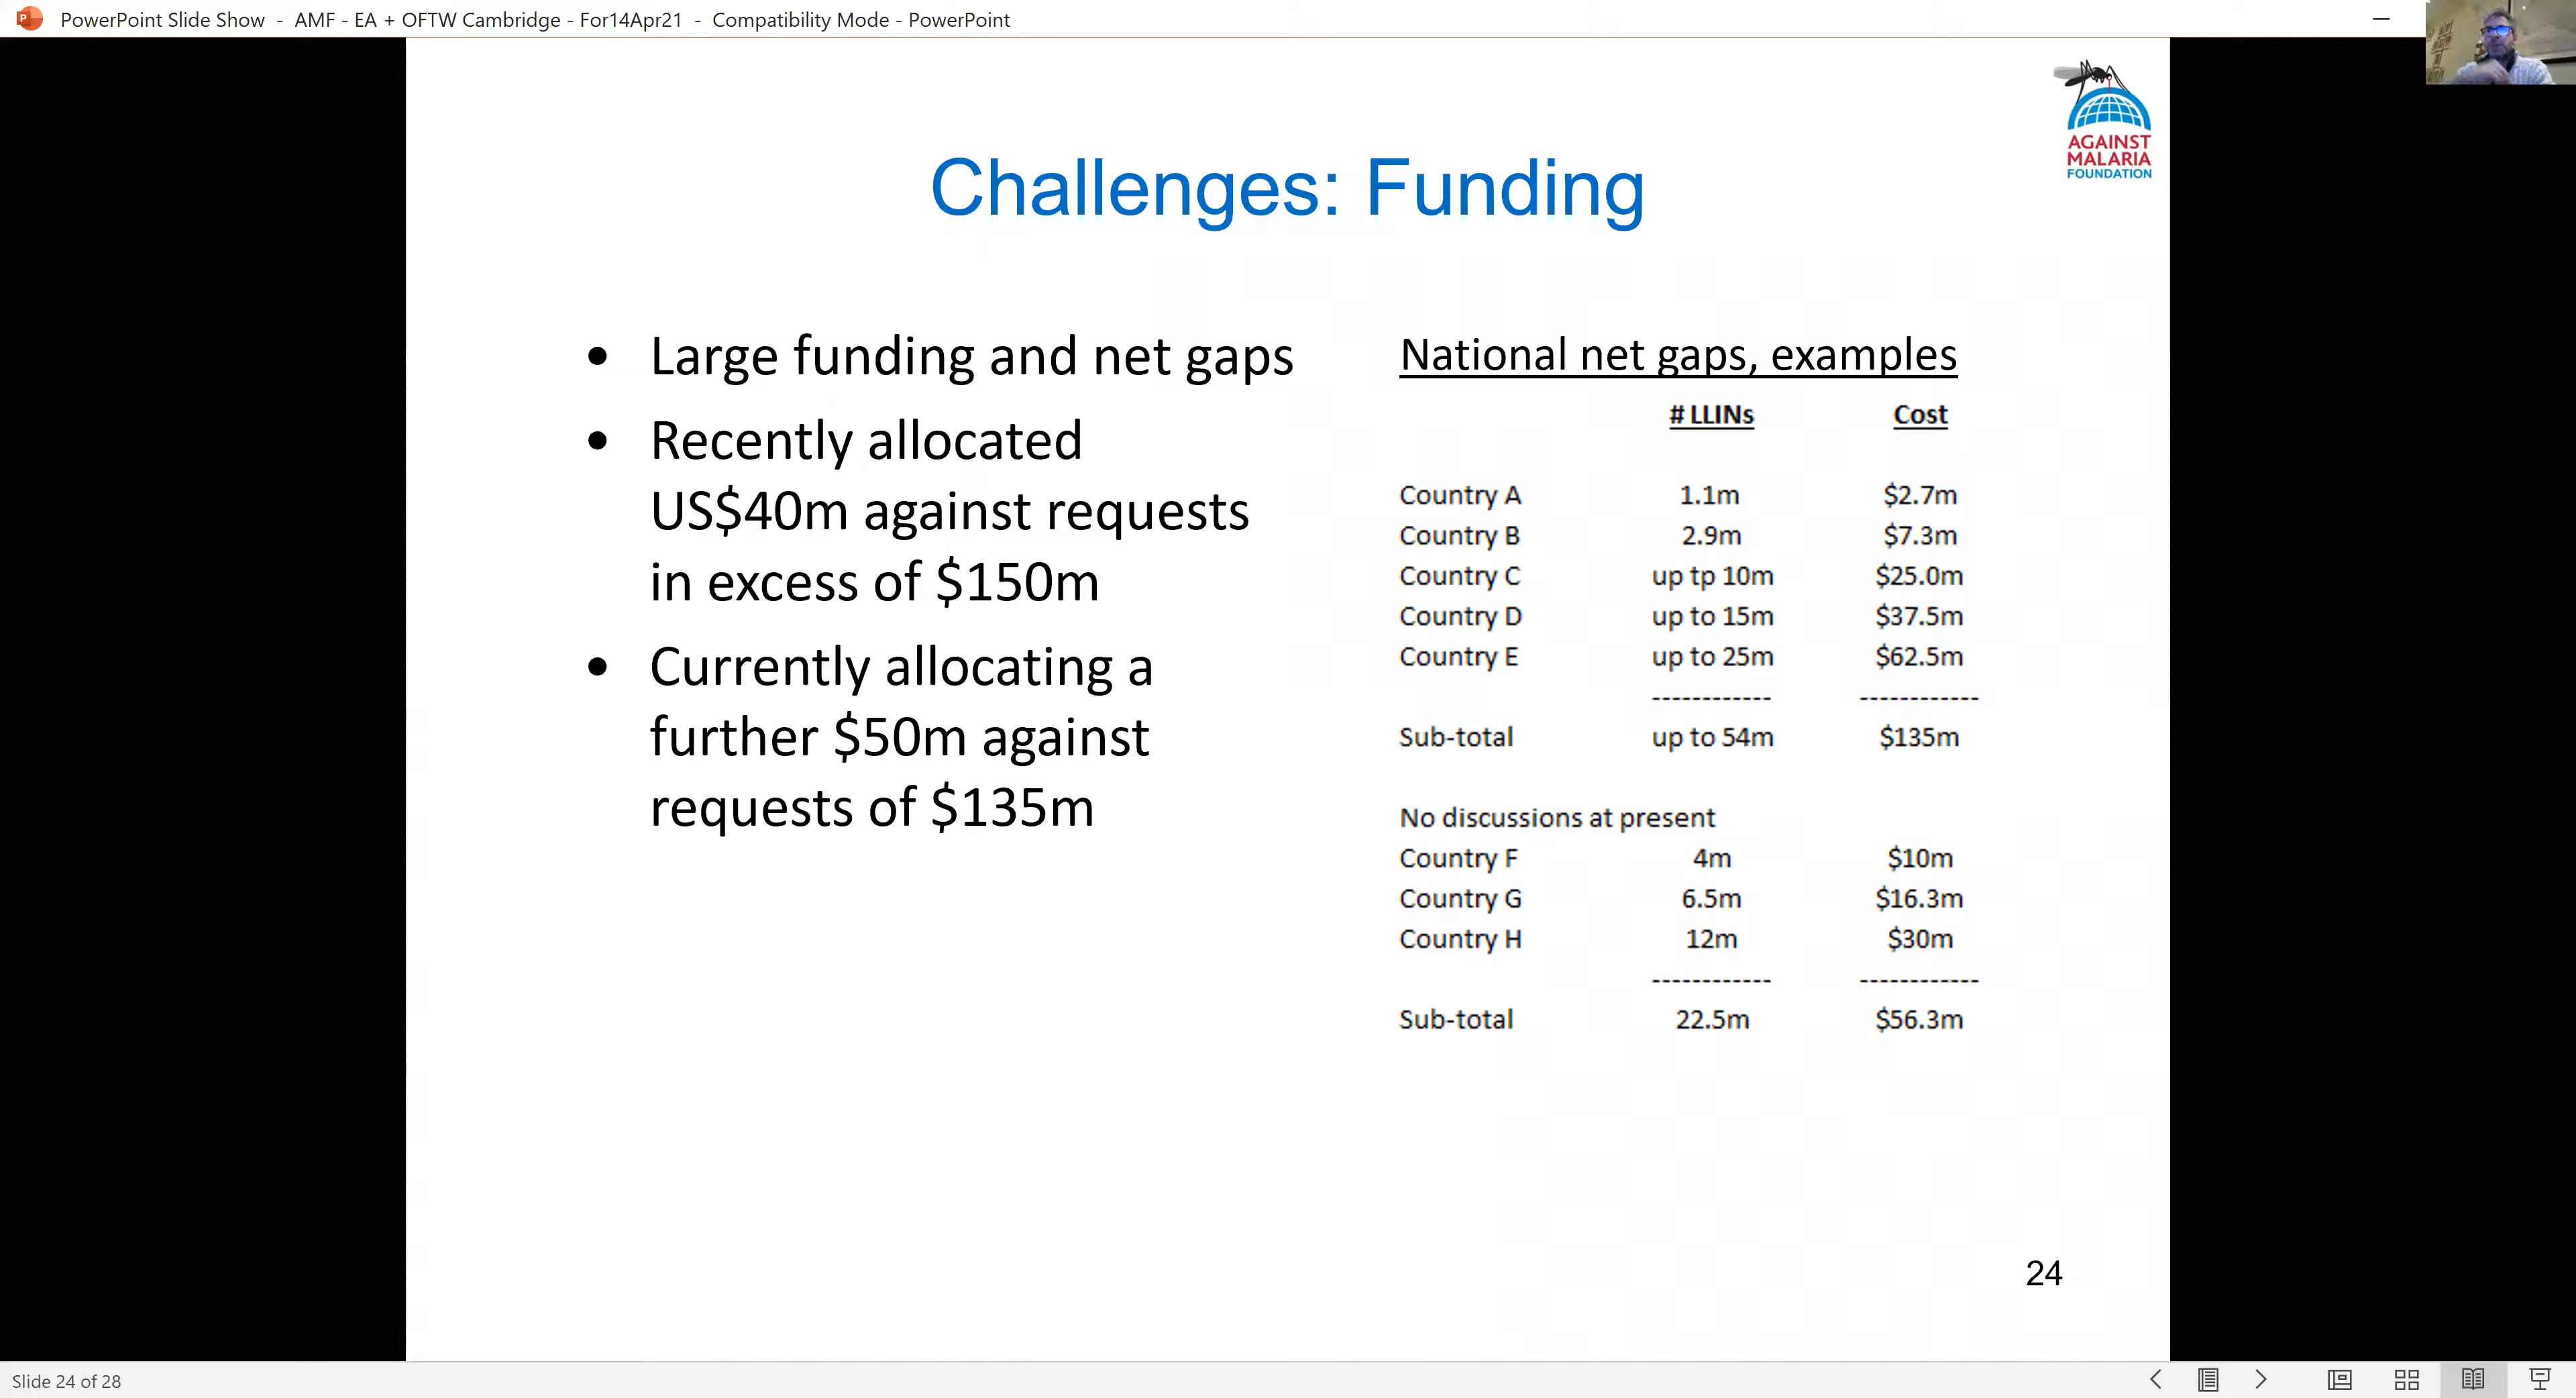 PowerPoint Slide Show - AMF - EA + OFTW Cambridge - For14Apr21 - Compatibility Mode - PowerPoint
AGAINST
MALARIA
FOUNDATION
Challenges: Funding
• Large funding and net gaps
• Recently allocated
US$40m against requests
in excess of $150m
• Currently allocating a
further $50m against
requests of $135m
National net gaps, examples
# LLINs Cost
Country A 1.1m $2.7m
Country B 2.9m $7.3m
Country C up tp 10m $25.0m
Country D up to 15m $37.5m
Country E up to 25m $62.5m
------------ ------------
Sub-total up to 54m $135m
No discussions at present
Country F 4m $10m
Country G 6.5m $16.3m
Country H 12m $30m
------------ ------------
Sub-total 22.5m $56.3m
24
Slide 24 of 28